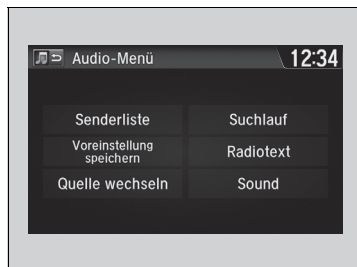 Audio-Menü
12:34
Senderliste
Suchlauf
Voreinstellung
speichern
Radiotext
Quelle wechseln
Sound